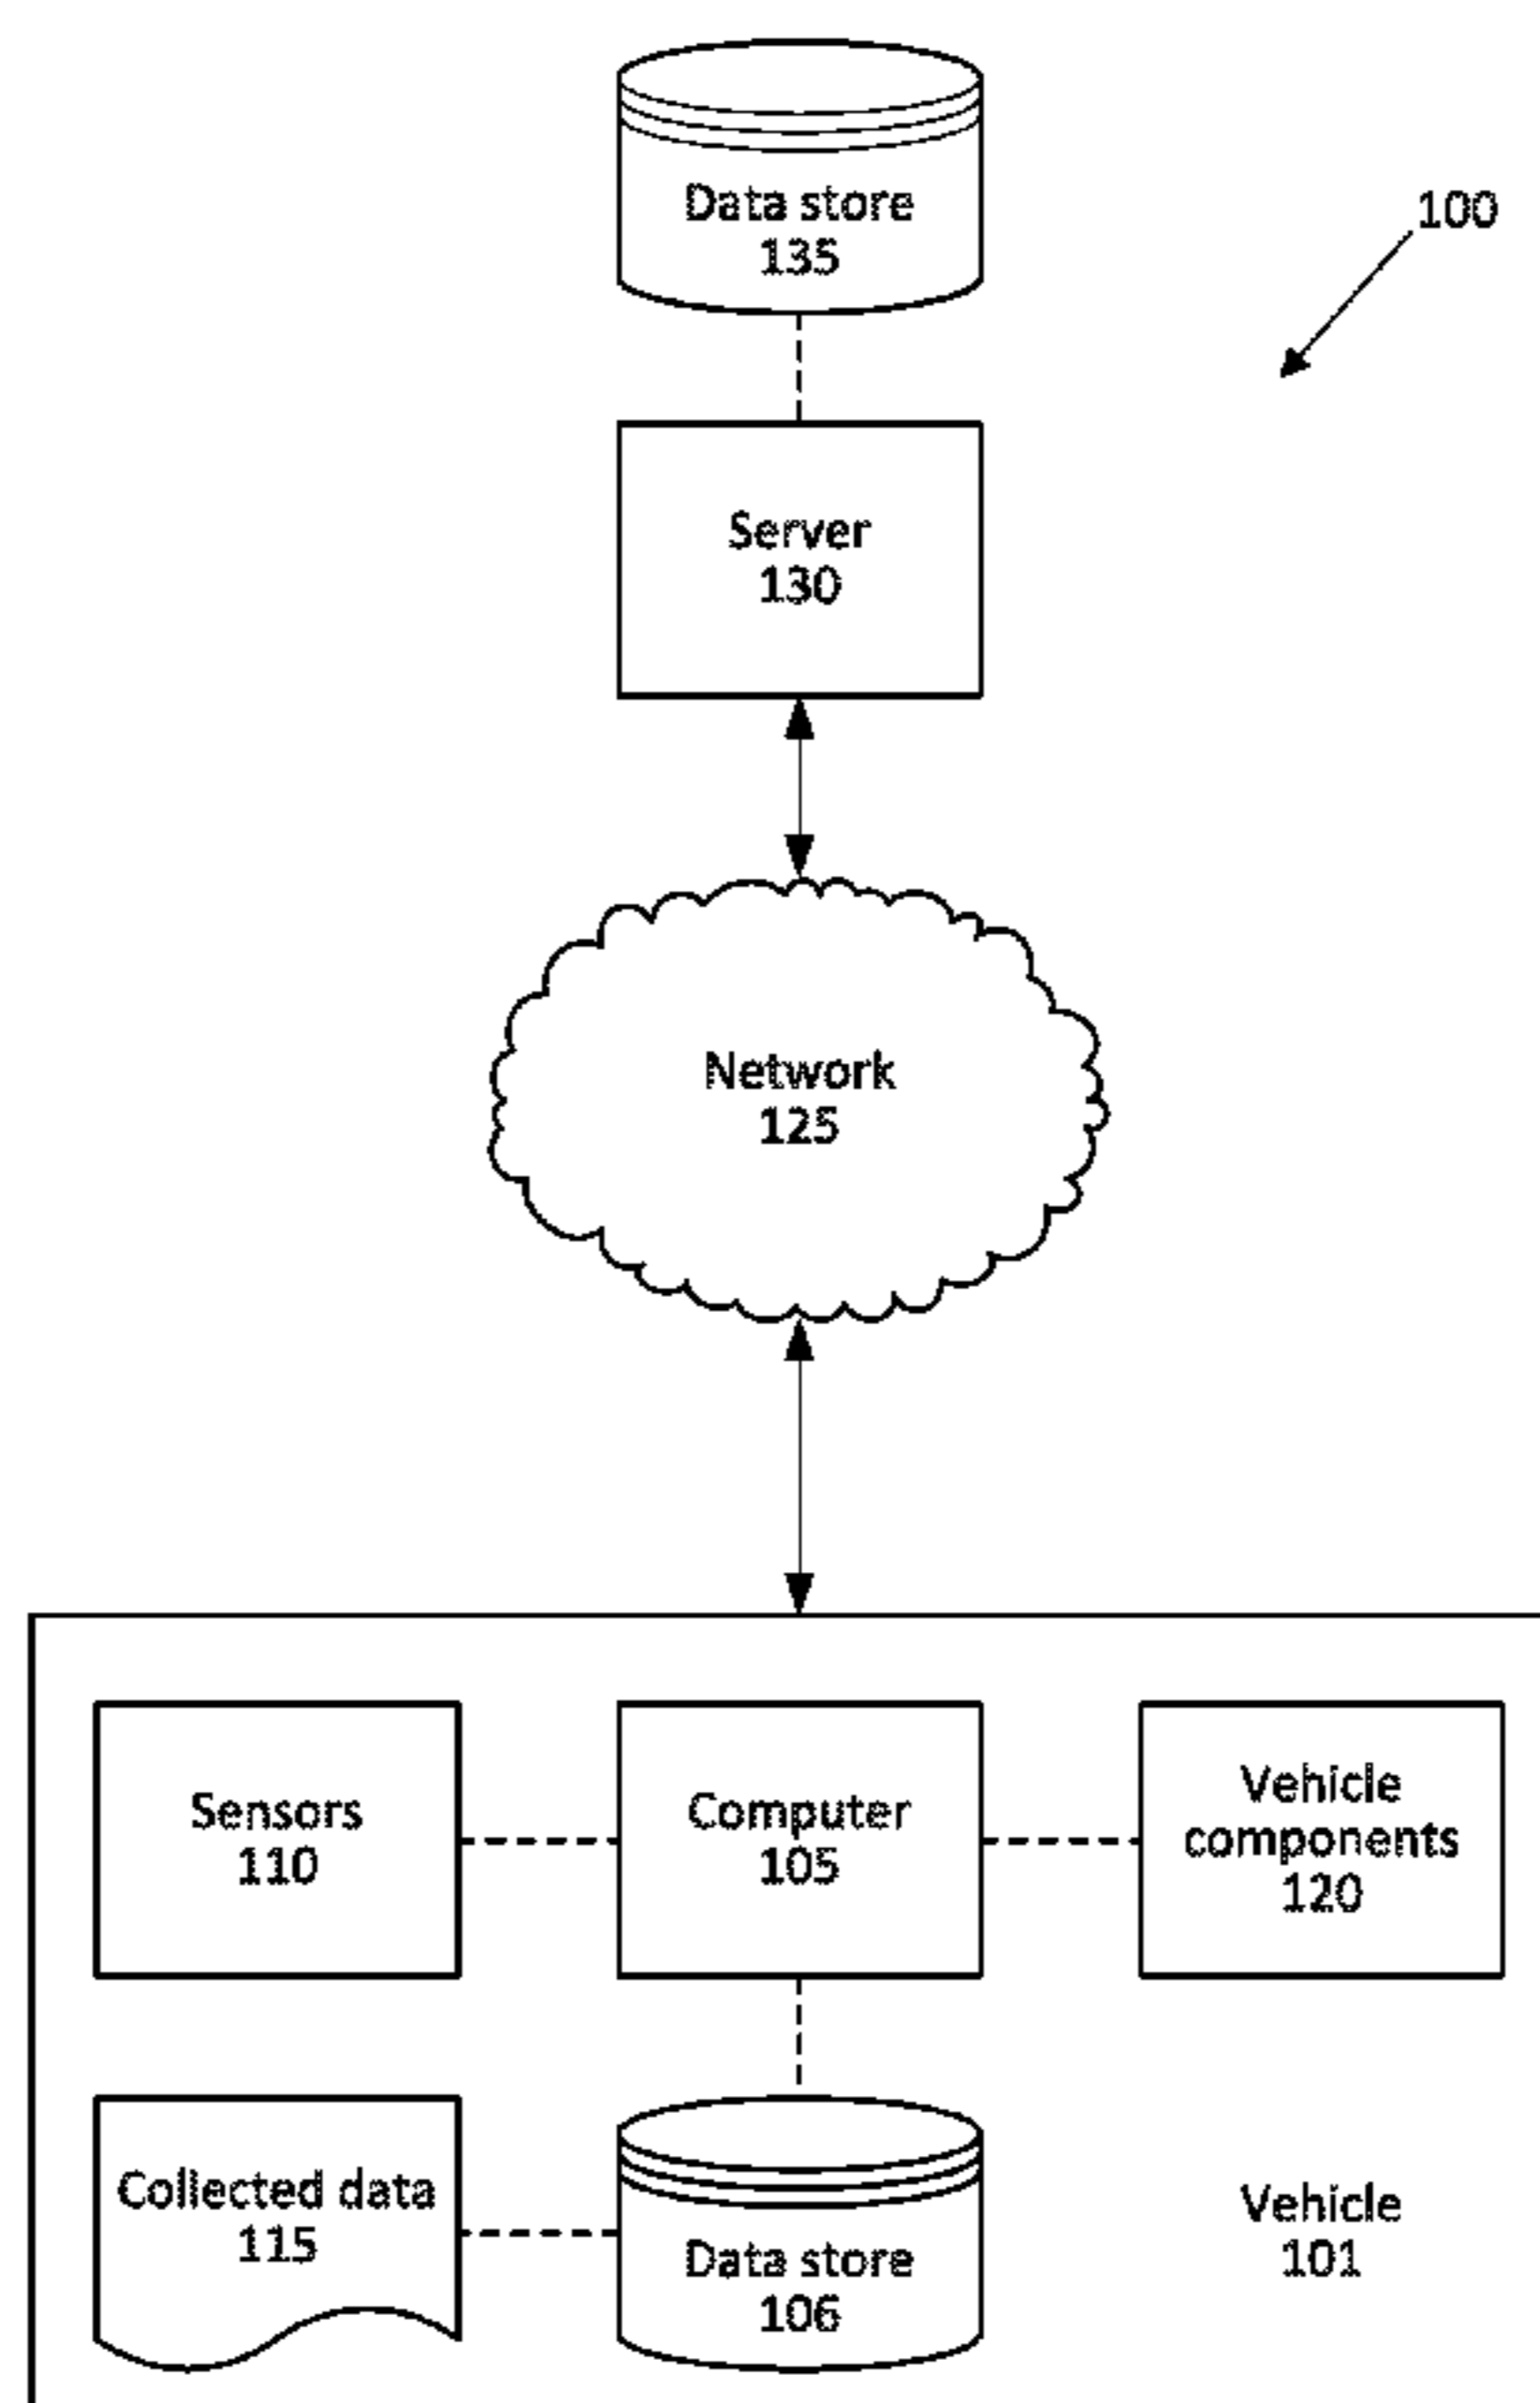 Data store
135
100
Server
130
Network
125
Sensors
110
Computer
105
Vehicle
components
120
Collected data
115
Data store
106
Vehicle
101